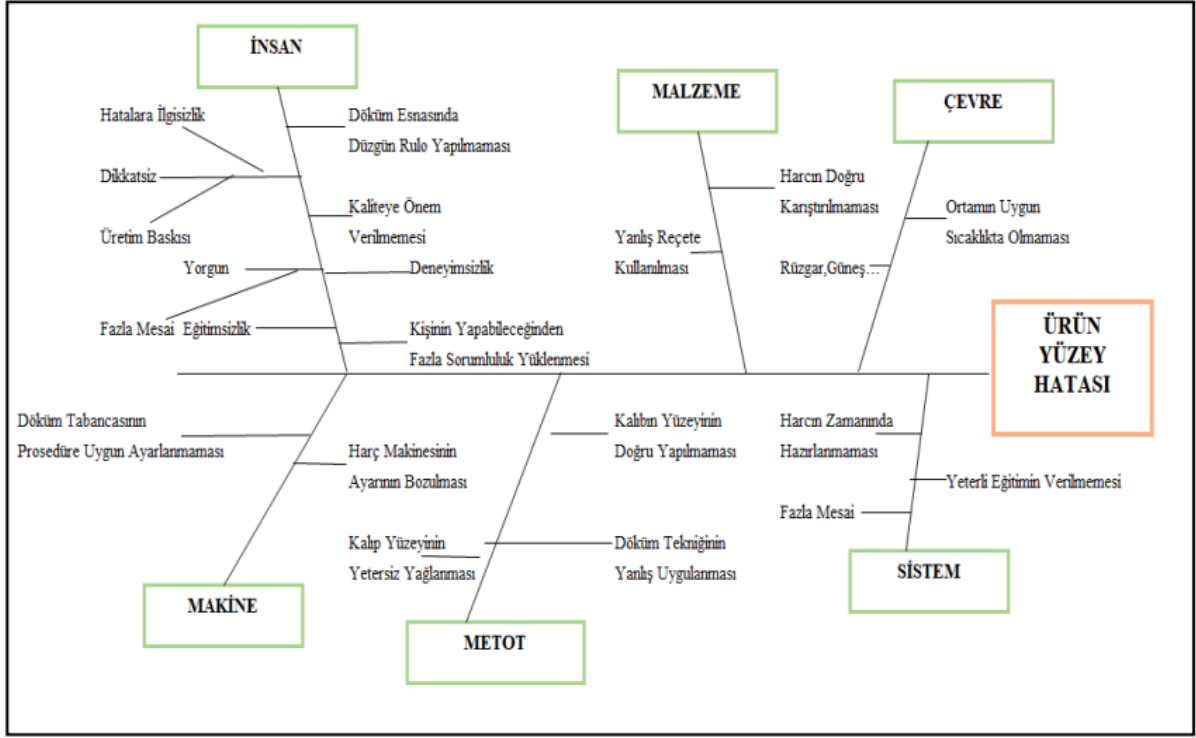 İNSAN
Hatalara İlgisizlik
Döküm Esnasında
Düzgün Rulo Yapılmaması
Dikkatsiz
Kaliteye Önem
Verilmemesi
Üretim Baskısı
Yorgun
Deneyimsizlik
Fazla Mesai
Eğitimsizlik
Kişinin Yapabileceğinden
Fazla Sorumluluk Yüklenmesi
MALZEME
Harcın Doğru
Karıştırılmaması
Yanlış Reçete
Kullanılması
ÇEVRE
Ortamın Uygun
Sıcaklıkta Olmaması
Rüzgar,Güneş…
ÜRÜN
YÜZEY
HATASI
Döküm Tabancasının
Prosedüre Uygun Ayarlanmaması
Harç Makinesinin
Ayarının Bozulması
MAKİNE
Kalıbın Yüzeyinin
Doğru Yapılmaması
Kalıp Yüzeyinin
Yetersiz Yağlanması
Döküm Tekniğinin
Yanlış Uygulanması
METOT
Harcın Zamanında
Hazırlanmaması
Yeterli Eğitimin Verilmemesi
Fazla Mesai
SİSTEM